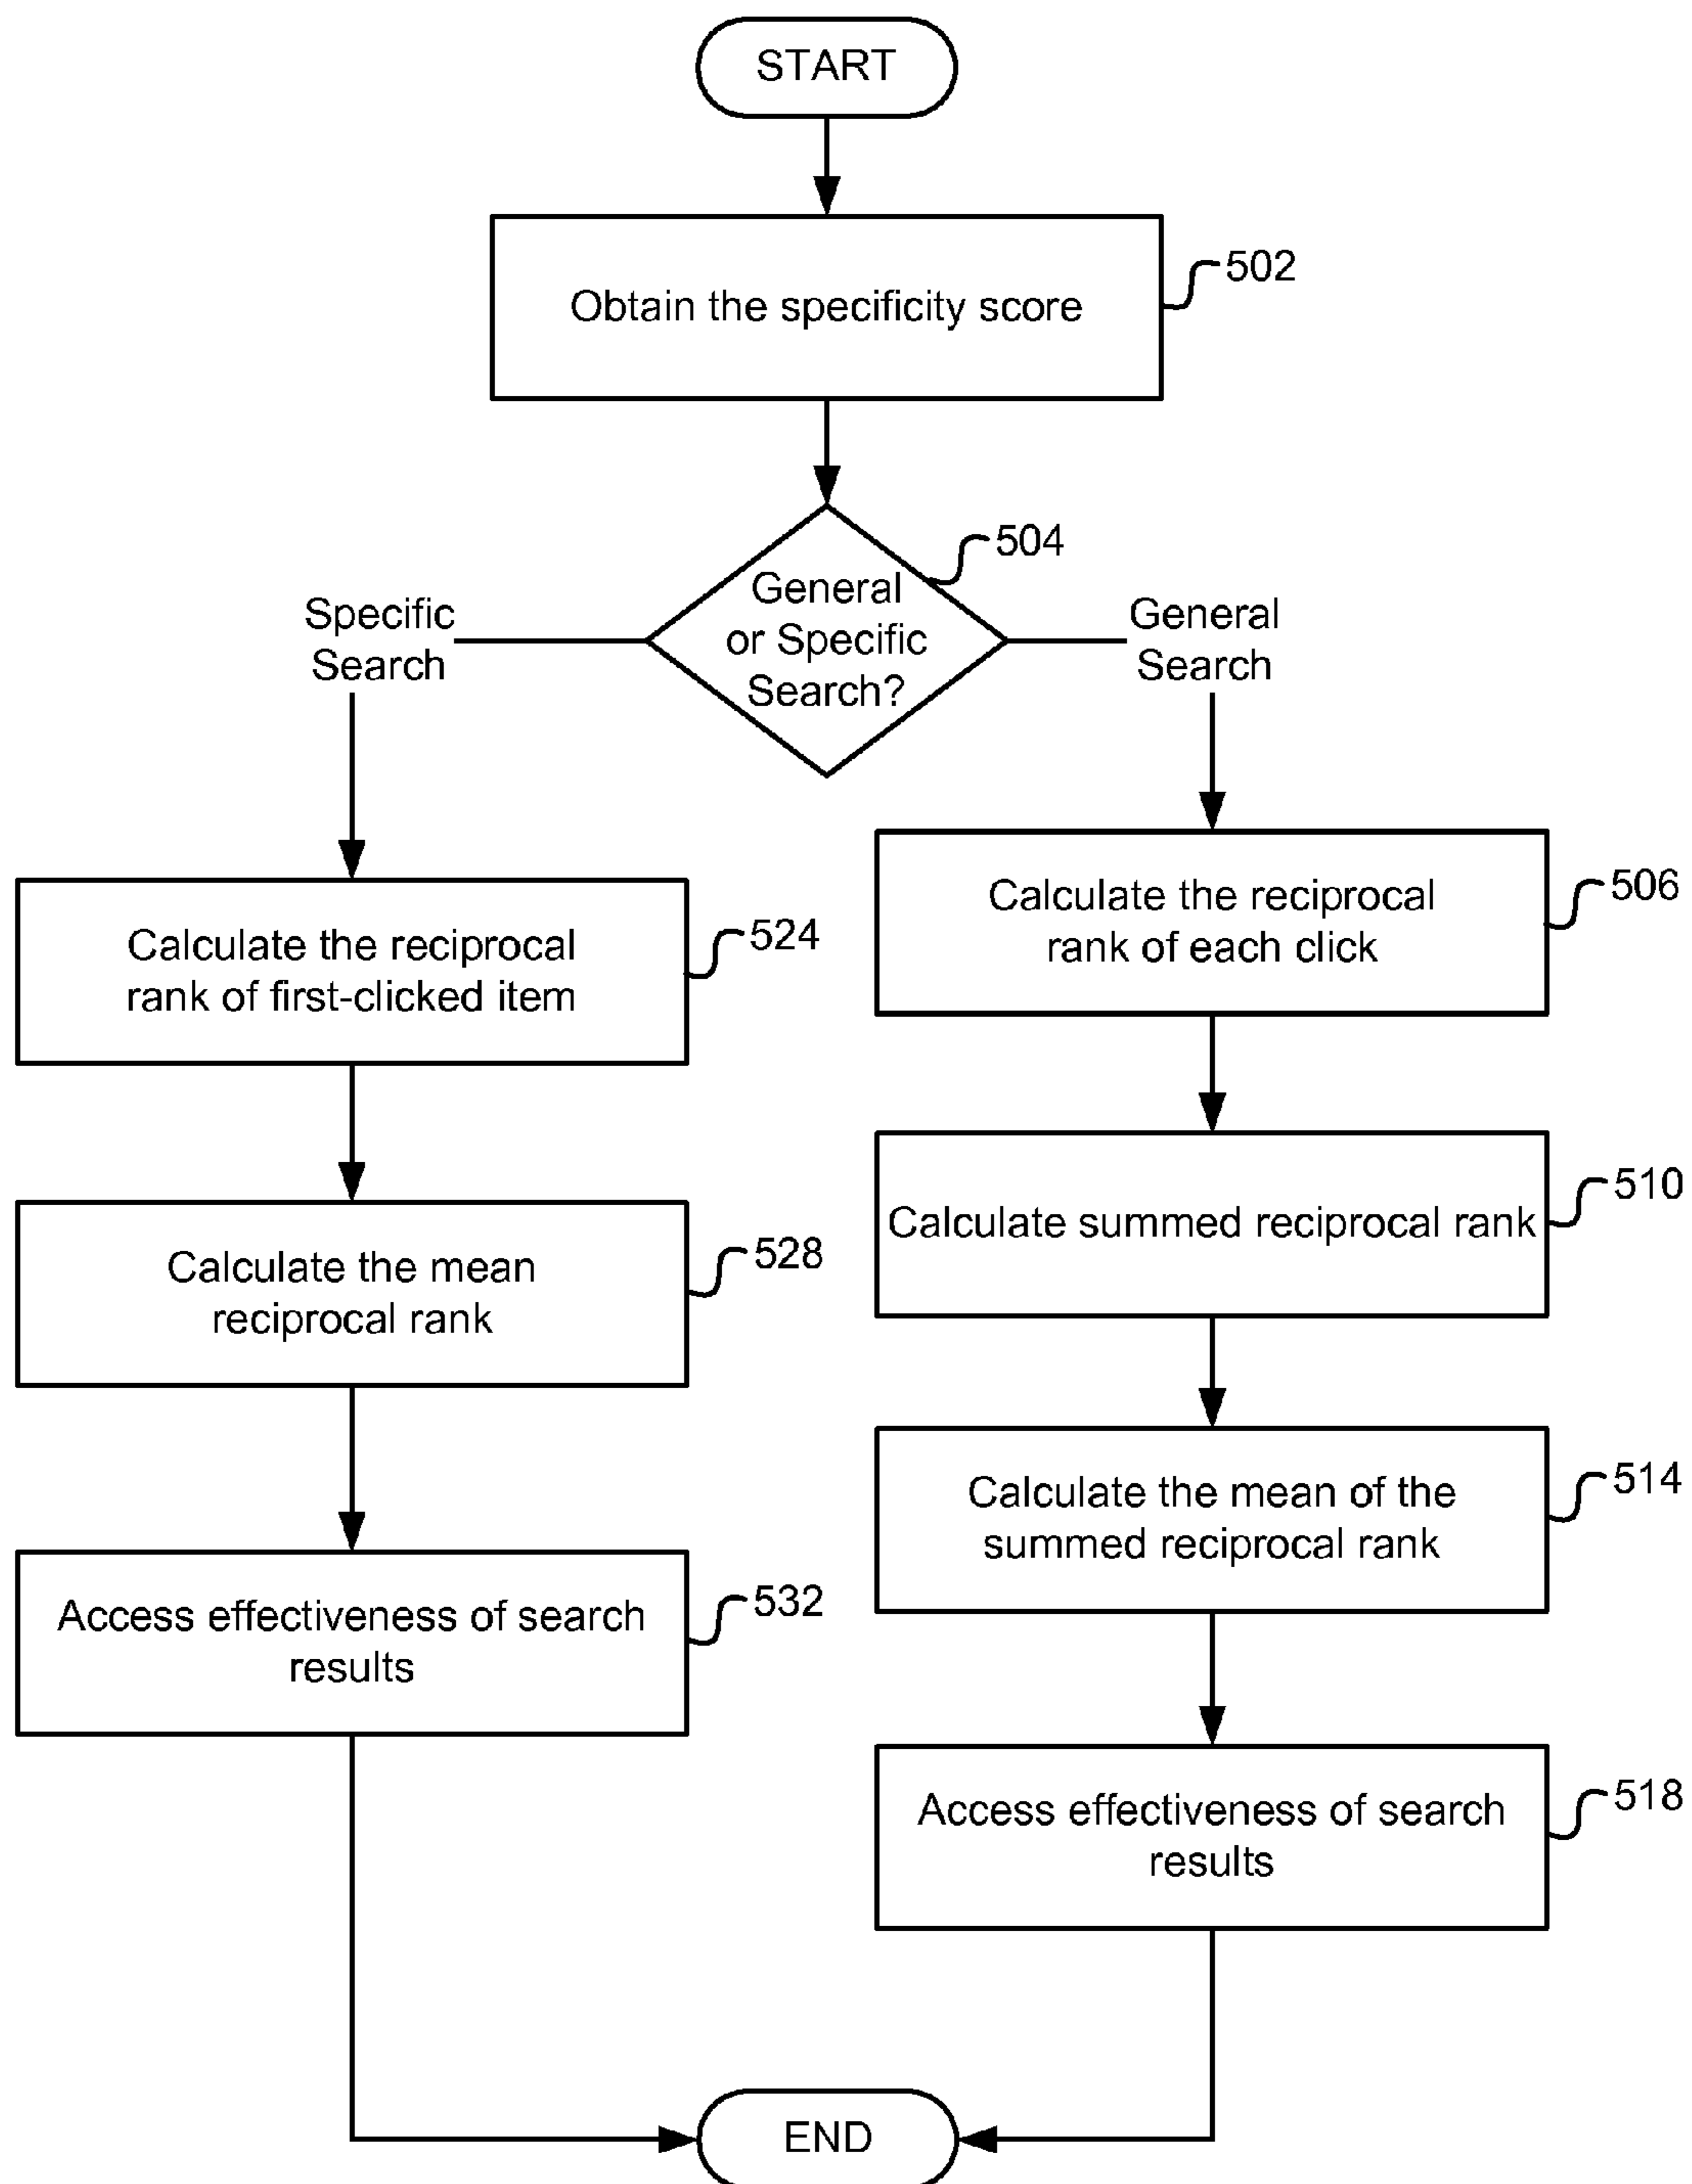 START
Obtain the specificity score
502
504
General
or Specific
Search?
Specific
Search
General
Search
Calculate the reciprocal
rank of first-clicked item
524
Calculate the mean
reciprocal rank
528
Access effectiveness of search
results
532
Calculate the reciprocal
rank of each click
506
Calculate summed reciprocal rank
510
Calculate the mean of the
summed reciprocal rank
514
Access effectiveness of search
results
518
END